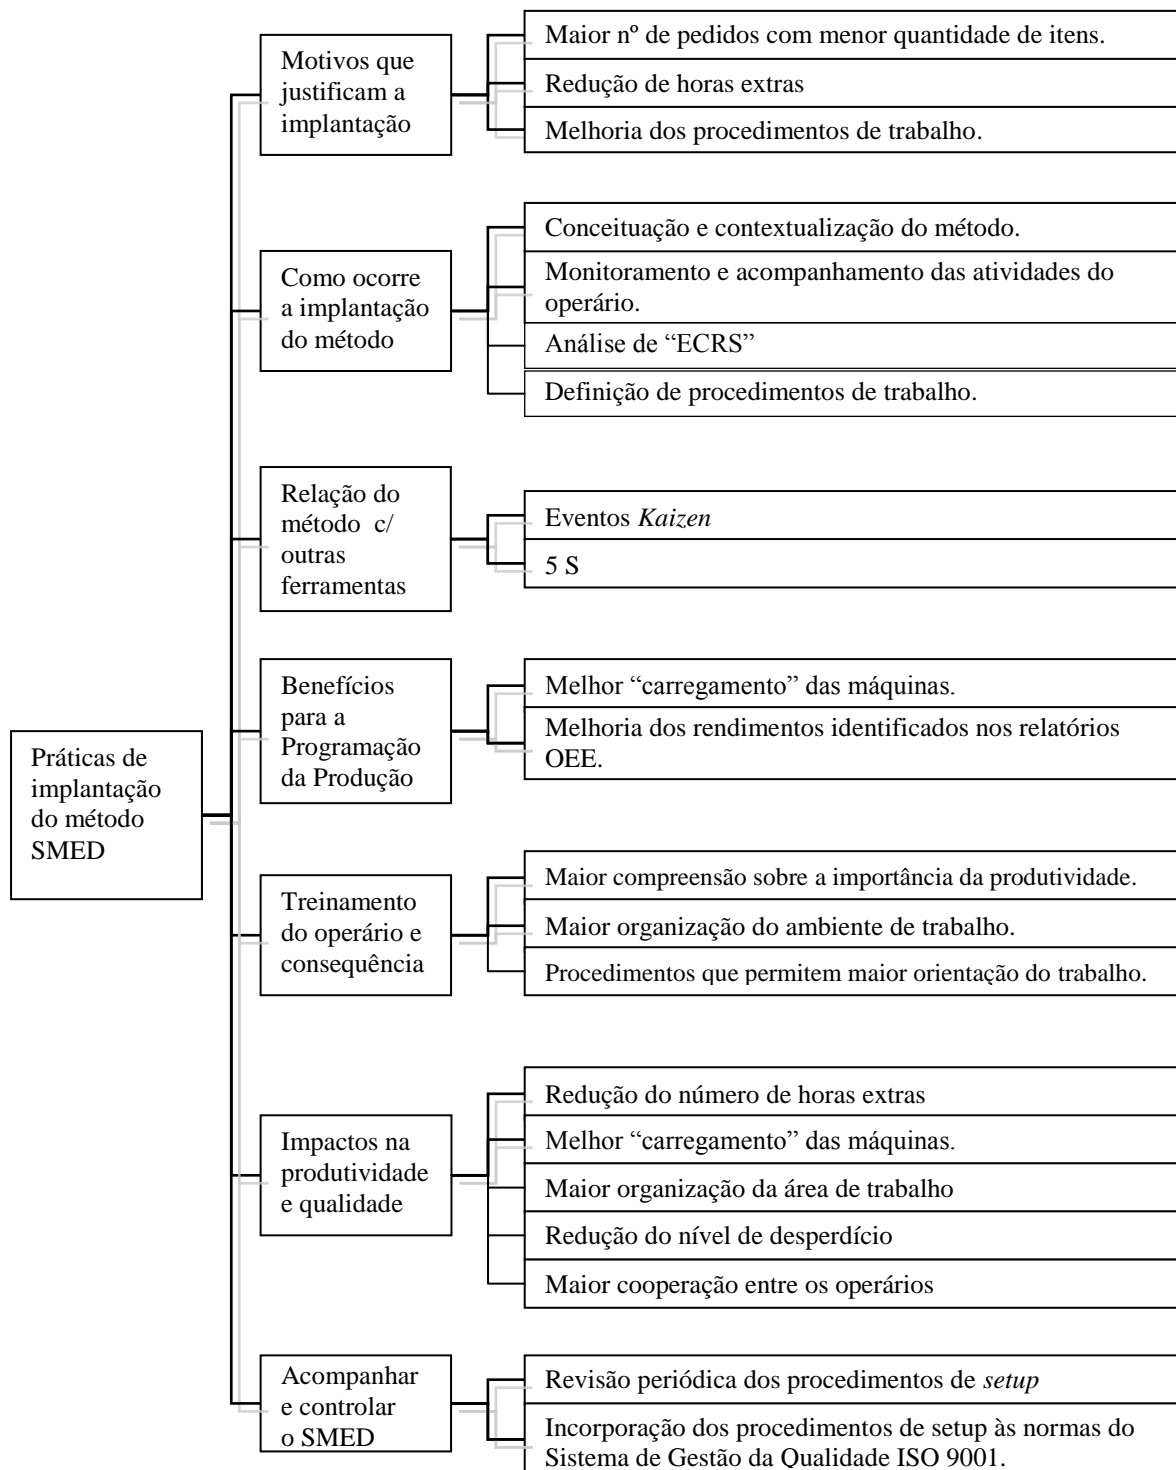 Maior nº de pedidos com menor quantidade de itens.
Motivos que
justificam a
implantação
Redução de horas extras
Melhoria dos procedimentos de trabalho.
Conceituação e contextualização do método.
Como ocorre
a implantação
do método
Monitoramento e acompanhamento das atividades do
operário.
Análise de “ECRS”
Definição de procedimentos de trabalho.
Relação do
método c/
outras
ferramentas
Eventos Kaizen
5 S
Benefícios
para a
Programação
da Produção
Melhor “carregamento” das máquinas.
Melhoria dos rendimentos identificados nos relatórios
OEE.
Práticas de
implantação
do método
SMED
Treinamento
do operário e
consequência
Maior compreensão sobre a importância da produtividade.
Maior organização do ambiente de trabalho.
Procedimentos que permitem maior orientação do trabalho.
Impactos na
produtividade
e qualidade
Redução do número de horas extras
Melhor “carregamento” das máquinas.
Maior organização da área de trabalho
Redução do nível de desperdício
Maior cooperação entre os operários
Acompanhar
e controlar
o SMED
Revisão periódica dos procedimentos de setup
Incorporação dos procedimentos de setup às normas do
Sistema de Gestão da Qualidade ISO 9001.